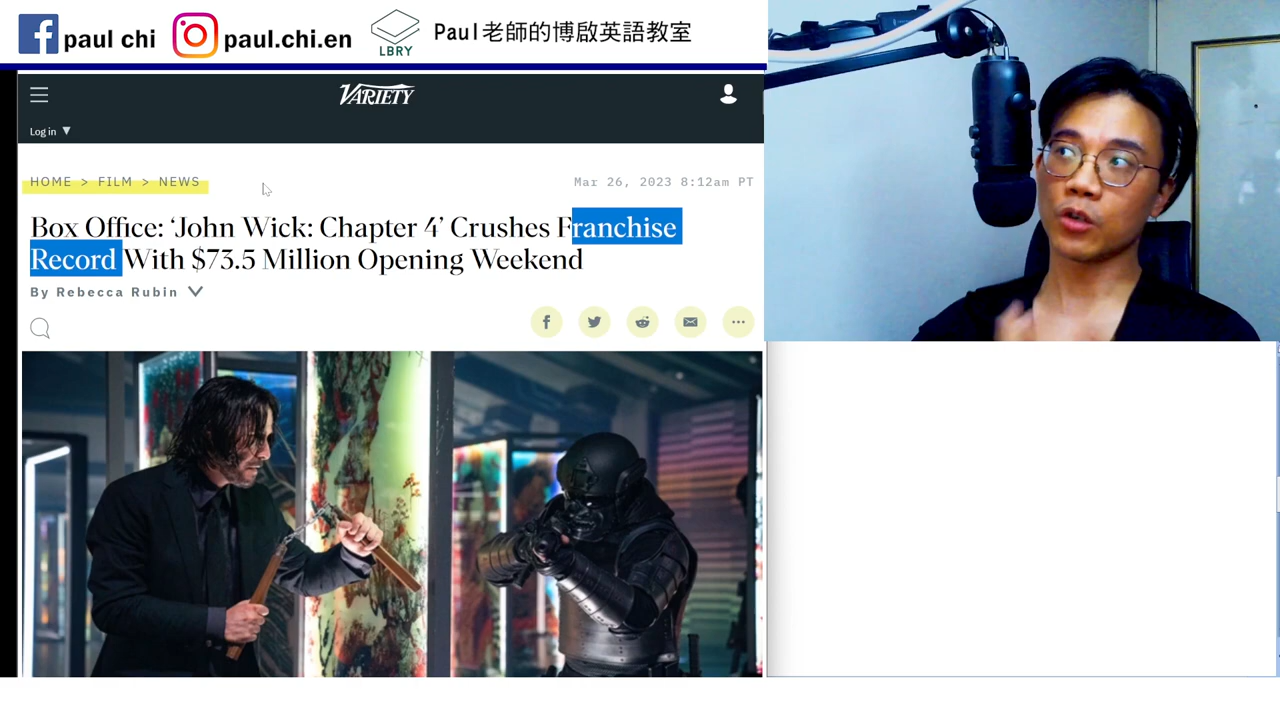 paul chi
paul.chi.en
LBRY
Paul老師的博啟英語教室
VARIETY
Log in
HOME > FILM > NEWS
Mar 26, 2023 8:12am PT
Box Office: ‘John Wick: Chapter 4’ Crushes Franchise
Record With $73.5 Million Opening Weekend
By Rebecca Rubin